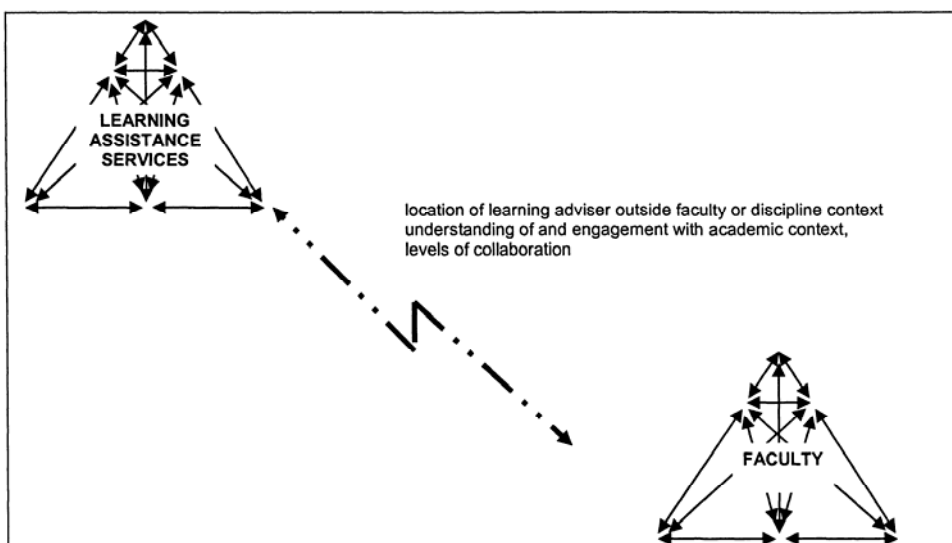 LEARNING
ASSISTANCE
SERVICES
location of learning adviser outside faculty or discipline context
understanding of and engagement with academic context,
levels of collaboration
FACULTY